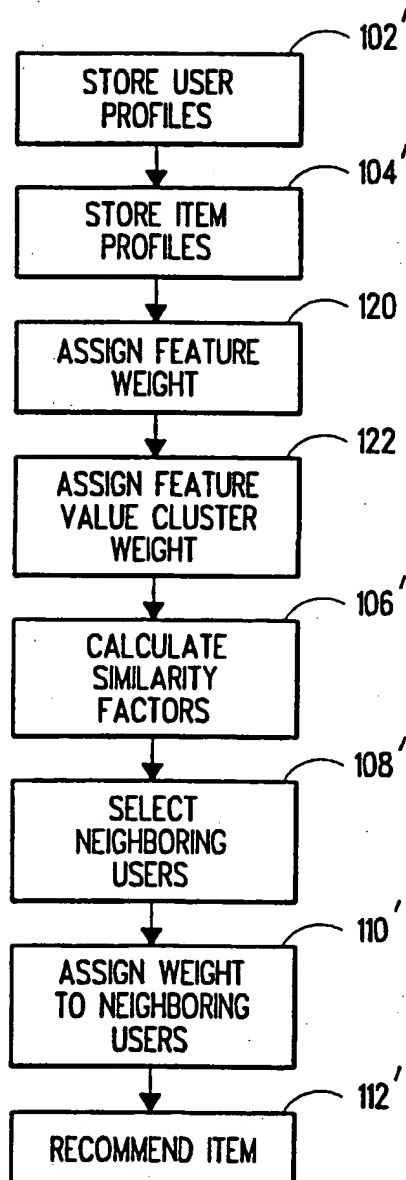 102'
STORE USER
PROFILES
104'
STORE ITEM
PROFILES
120
ASSIGN FEATURE
WEIGHT
122
ASSIGN FEATURE
VALUE CLUSTER
WEIGHT
106'
CALCULATE
SIMILARITY
FACTORS
108'
SELECT
NEIGHBORING
USERS
110'
ASSIGN WEIGHT
TO NEIGHBORING
USERS
112'
RECOMMEND ITEM